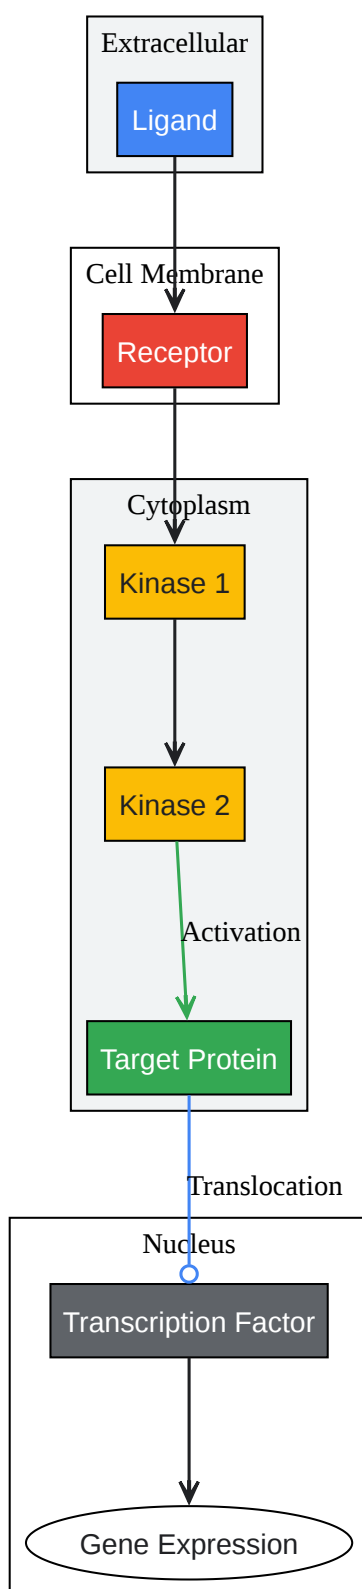 Extracellular
Ligand
Cell Membrane
Receptor
Cytoplasm
Kinase 1
Kinase 2
Activation
Target Protein
Translocation
Nucleus
Transcription Factor
Gene Expression